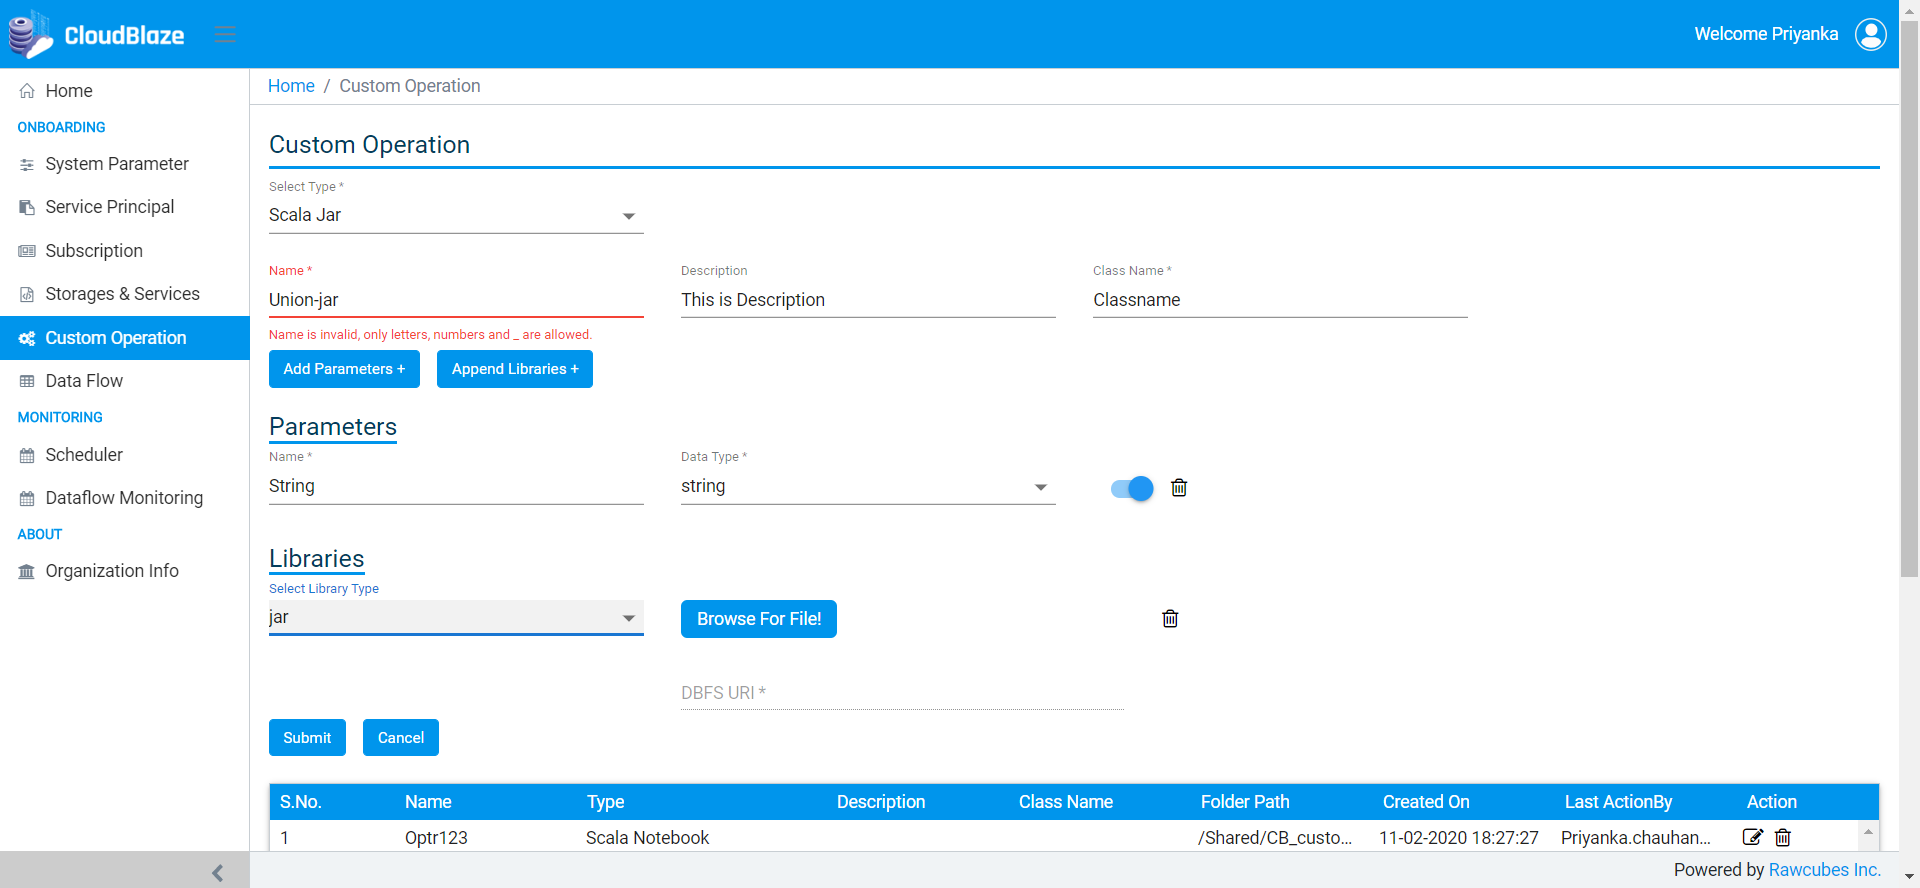 CloudBlaze
Welcome Priyanka
Home
ONBOARDING
System Parameter
Service Principal
Subscription
Storages & Services
Custom Operation
Data Flow
MONITORING
Scheduler
Dataflow Monitoring
ABOUT
Organization Info
Home / Custom Operation
Custom Operation
Select Type *
Scala Jar
Name * Description Class Name *
Union-jar This is Description Classname
Name is invalid, only letters, numbers and _ are allowed.
Add Parameters + Append Libraries +
Parameters
Name * Data Type *
String string
Libraries
Select Library Type
jar Browse For File!
DBFS URI *
Submit Cancel
S.No. Name Type Description Class Name Folder Path Created On Last ActionBy Action
1 Optr123 Scala Notebook /Shared/CB_custo... 11-02-2020 18:27:27 Priyanka.chauhan...
Powered by Rawcubes Inc.